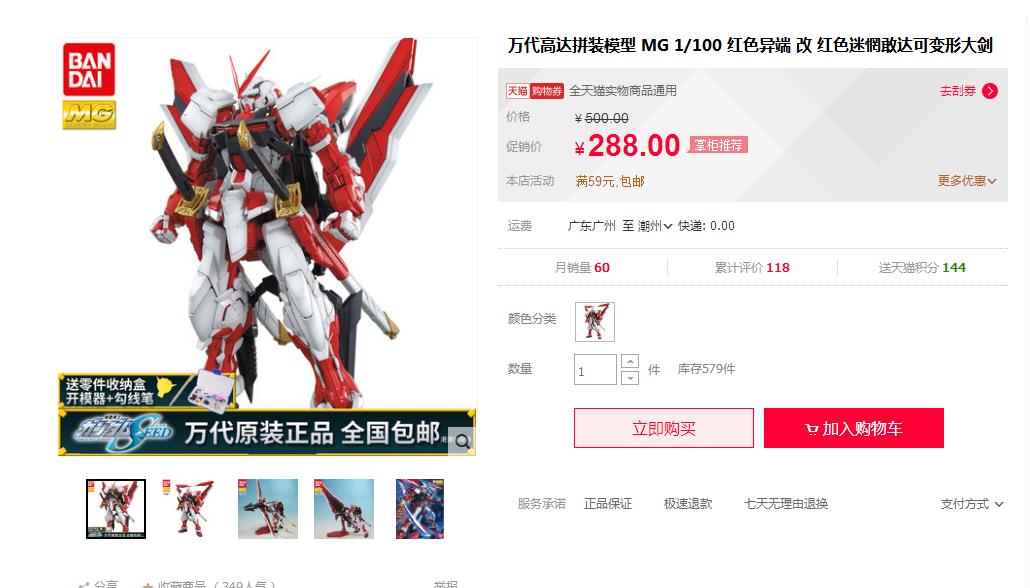 BAN
DAI
MG
送零件收纳盒
开模器+勾线笔
SEED
万代原装正品 全国包邮
分享
收藏商品 (349人气)
举报
万代高达拼装模型 MG 1/100 红色异端 改 红色迷惘敢达可变形大剑
天猫 购物券 全天猫实物商品通用 去刮券
价格 ¥500.00
促销价 ¥288.00 掌柜推荐
本店活动 满59元,包邮 更多优惠
运费 广东广州 至 潮州 快递: 0.00
月销量 60 累计评价 118 送天猫积分 144
颜色分类
数量 1 件 库存579件
立即购买 加入购物车
服务承诺 正品保证 极速退款 七天无理由退换 支付方式